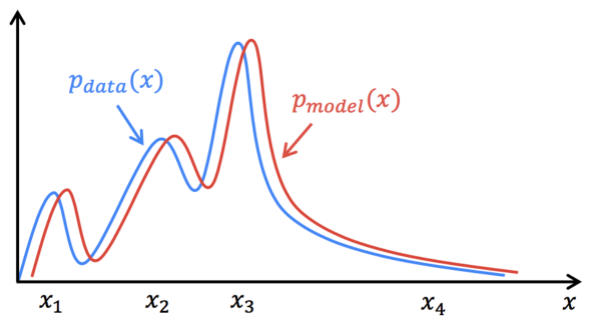 p_data(x)
p_model(x)
x_1 x_2 x_3 x_4 x